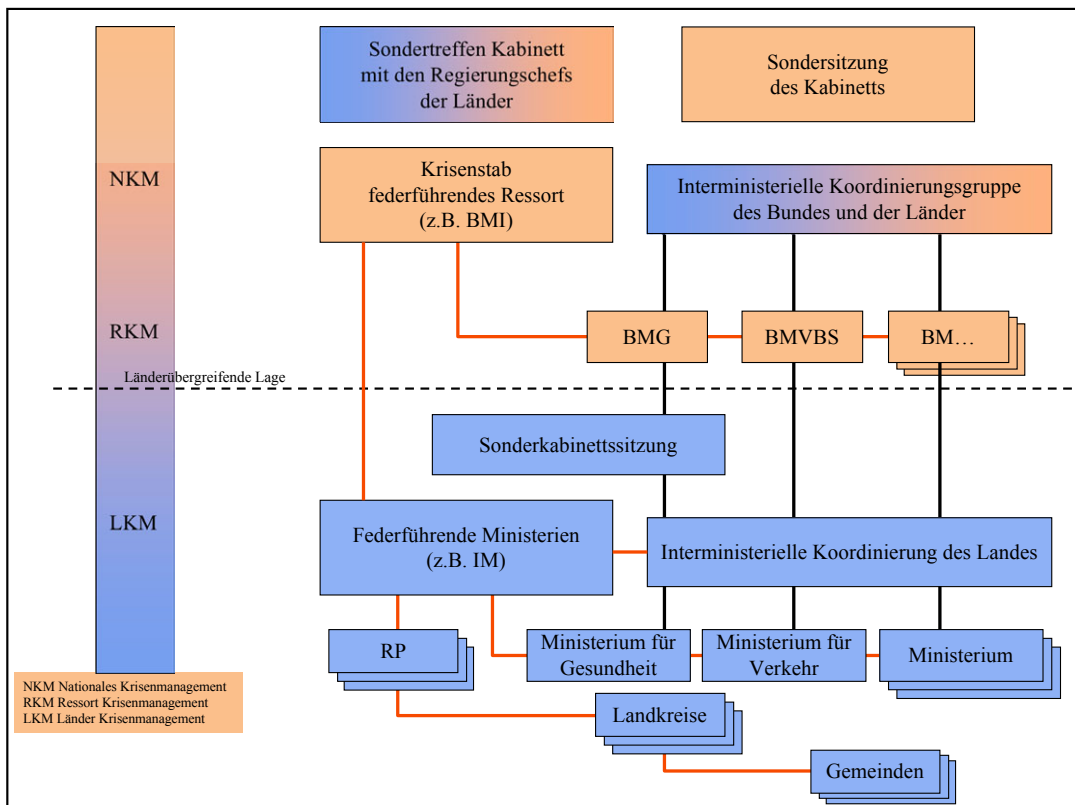 Sondertreffen Kabinett
mit den Regierungschefs
der Länder
Sondersitzung
des Kabinetts
NKM
Krisenstab
federführendes Ressort
(z.B. BMI)
Interministerielle Koordinierungsgruppe
des Bundes und der Länder
RKM
BMG
BMVBS
BM…
Länderübergreifende Lage
Sonderkabinettssitzung
LKM
Federführende Ministerien
(z.B. IM)
Interministerielle Koordinierung des Landes
RP
Ministerium für
Gesundheit
Ministerium für
Verkehr
Ministerium
NKM Nationales Krisenmanagement
RKM Ressort Krisenmanagement
LKM Länder Krisenmanagement
Landkreise
Gemeinden